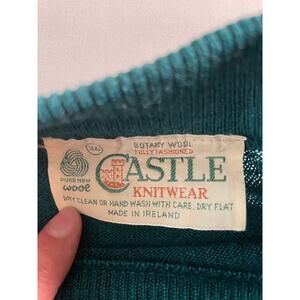 36
BOTANY WOOL
FULLY FASHIONED
CASTLE
KNITWEAR
PURE NEW
WOOL
DRY CLEAN OR HAND WASH WITH CARE. DRY FLAT
MADE IN IRELAND